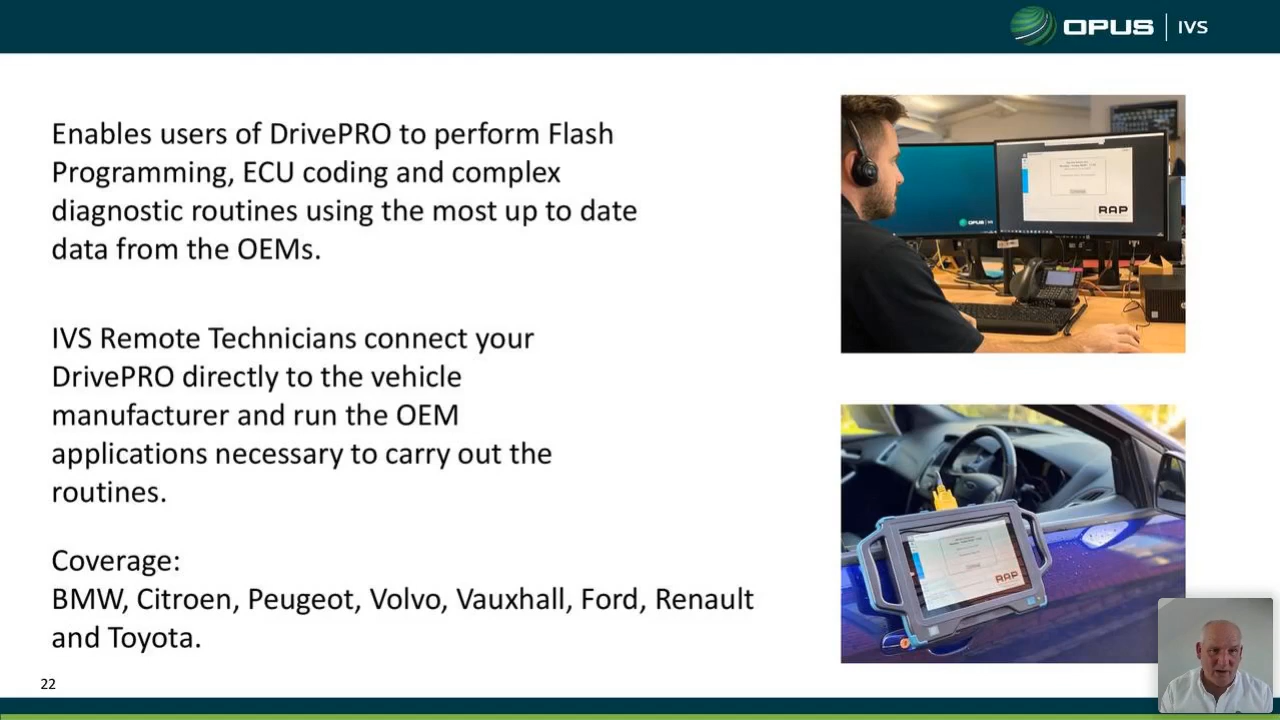 OPUS | IVS
Enables users of DrivePRO to perform Flash
Programming, ECU coding and complex
diagnostic routines using the most up to date
data from the OEMs.
IVS Remote Technicians connect your
DrivePRO directly to the vehicle
manufacturer and run the OEM
applications necessary to carry out the
routines.
Coverage:
BMW, Citroen, Peugeot, Volvo, Vauxhall, Ford, Renault
and Toyota.
OPUS
RAP
RAP
22